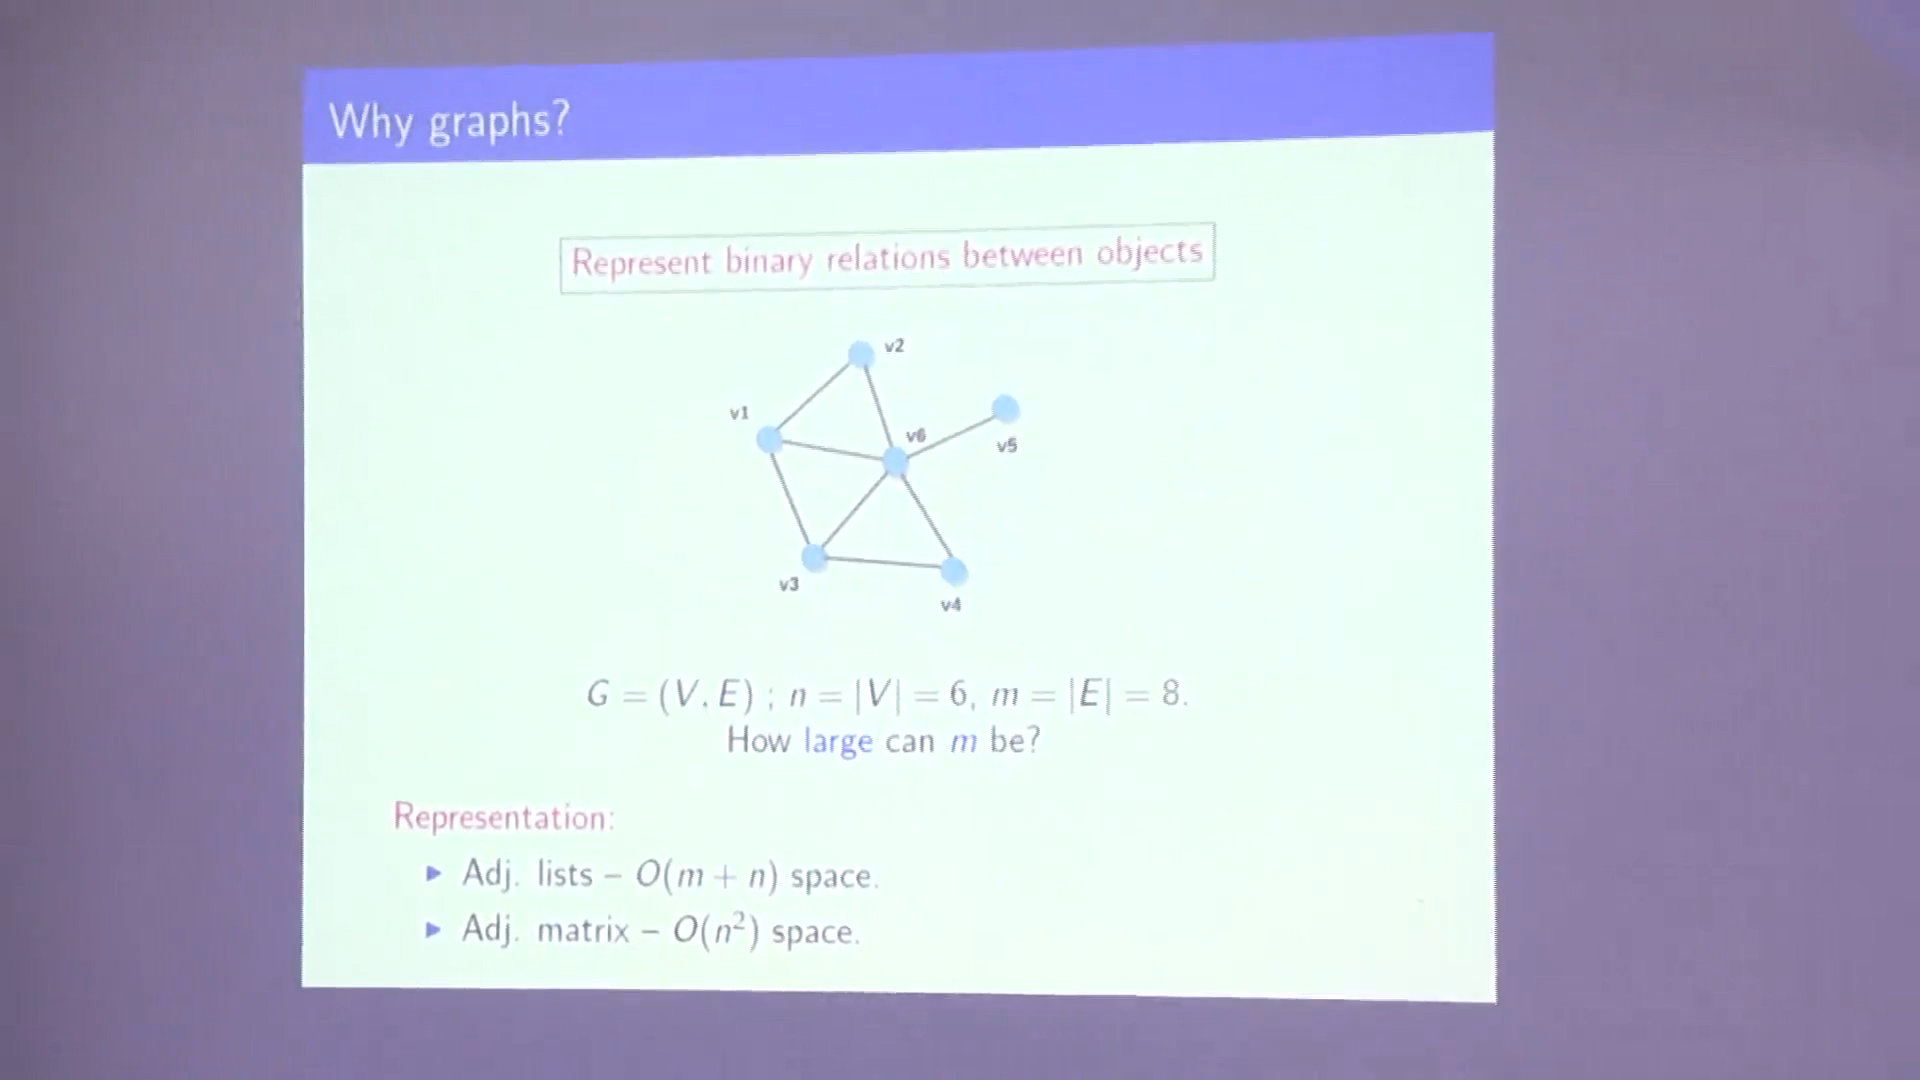 Why graphs?
Represent binary relations between objects
v2
v1
v6
v5
v3
v4
G = (V, E) ; n = |V| = 6, m = |E| = 8.
How large can m be?
Representation:
▶ Adj. lists – O(m + n) space.
▶ Adj. matrix – O(n²) space.